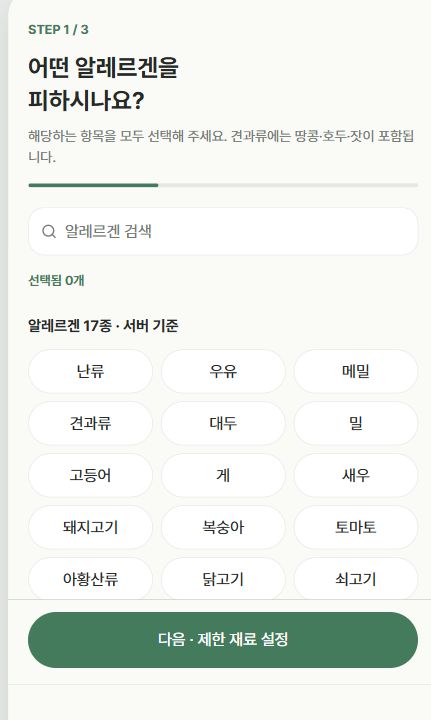 STEP 1 / 3
어떤 알레르겐을
피하시나요?
해당하는 항목을 모두 선택해 주세요. 견과류에는 땅콩·호두·잣이 포함됩
니다.
알레르겐 검색
선택됨 0개
알레르겐 17종 · 서버 기준
난류 우유 메밀
견과류 대두 밀
고등어 게 새우
돼지고기 복숭아 토마토
아황산류 닭고기 쇠고기
다음 · 제한 재료 설정